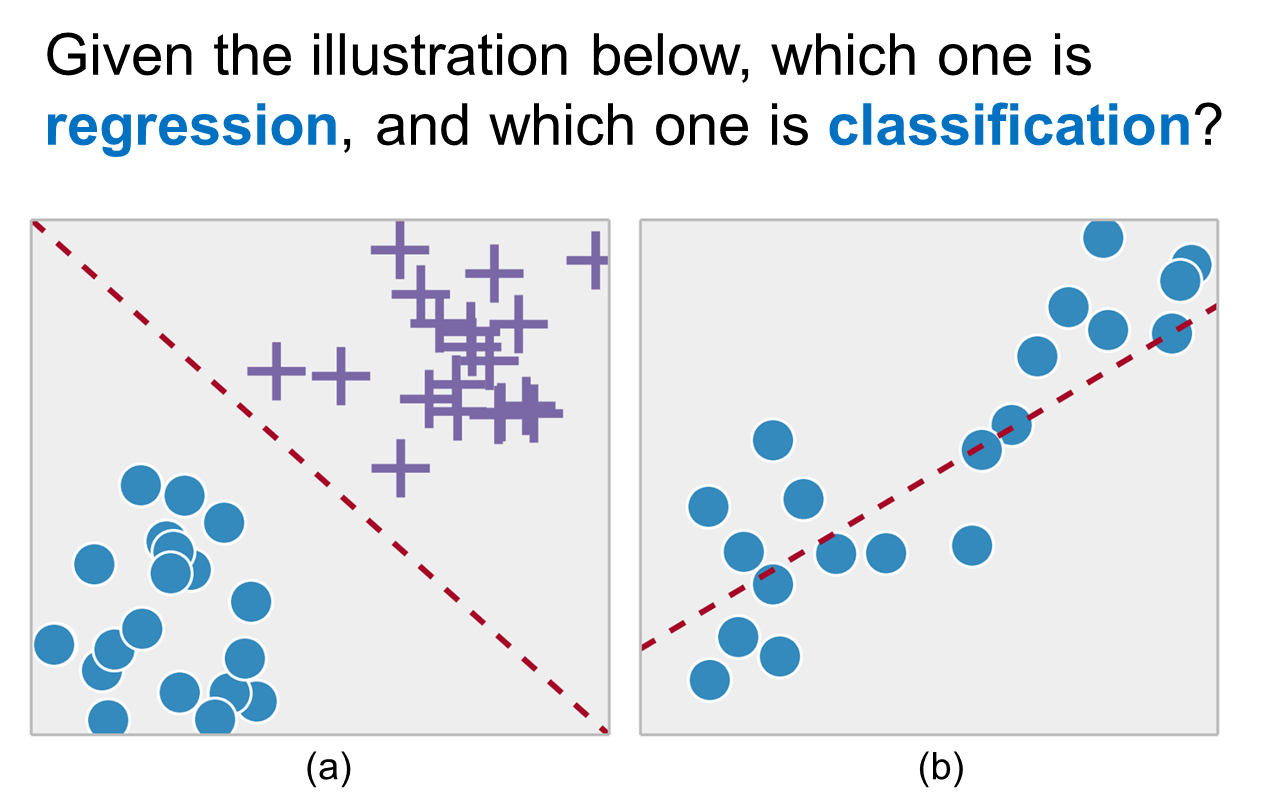 Given the illustration below, which one is
regression, and which one is classification?
(a)
(b)